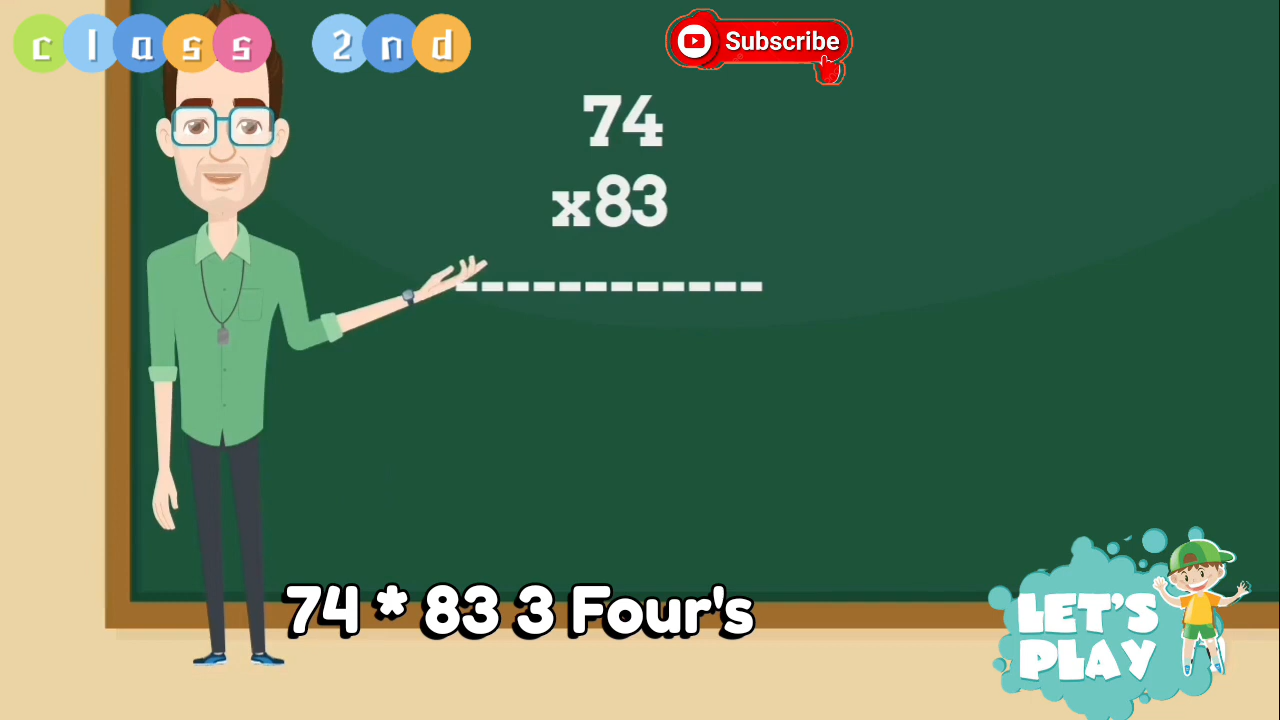 class 2nd
Subscribe
74
x83
------------
74 * 83 3 Four's
LET'S
PLAY